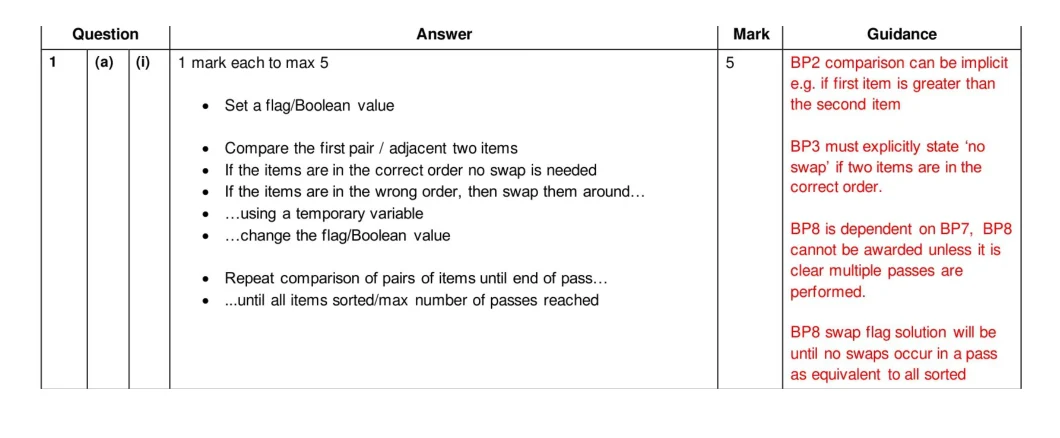 Question Answer Mark Guidance
1 (a) (i) 1 mark each to max 5
• Set a flag/Boolean value
• Compare the first pair / adjacent two items
• If the items are in the correct order no swap is needed
• If the items are in the wrong order, then swap them around…
• …using a temporary variable
• …change the flag/Boolean value
• Repeat comparison of pairs of items until end of pass…
• ...until all items sorted/max number of passes reached
5
BP2 comparison can be implicit
e.g. if first item is greater than
the second item
BP3 must explicitly state ‘no
swap’ if two items are in the
correct order.
BP8 is dependent on BP7, BP8
cannot be awarded unless it is
clear multiple passes are
performed.
BP8 swap flag solution will be
until no swaps occur in a pass
as equivalent to all sorted